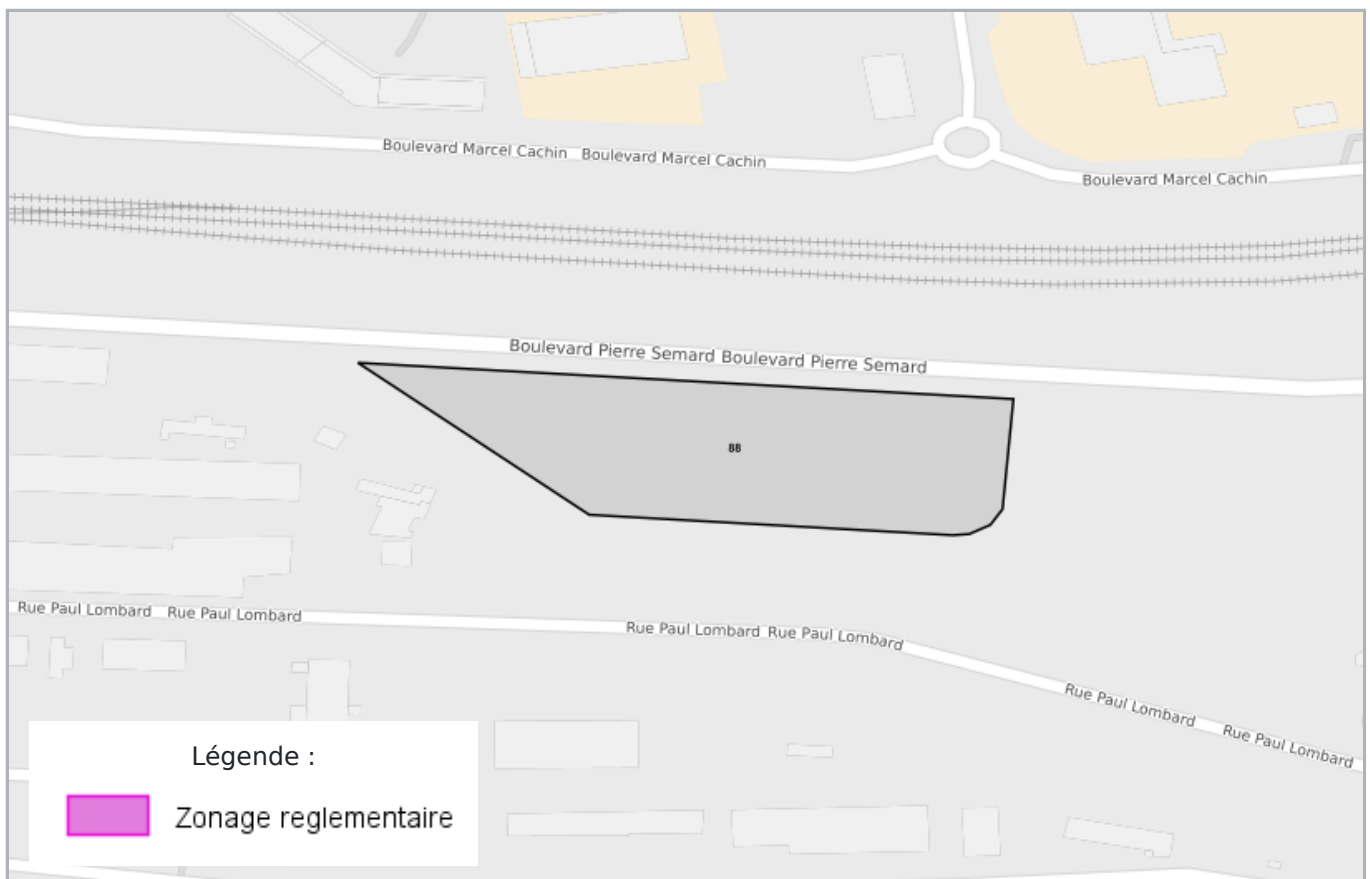 Boulevard Marcel Cachin Boulevard Marcel Cachin
Boulevard Marcel Cachin
Boulevard Pierre Semard Boulevard Pierre Semard
88
Rue Paul Lombard Rue Paul Lombard
Rue Paul Lombard Rue Paul Lombard
Rue Paul Lombard Rue Paul Lombard
Légende :
Zonage reglementaire